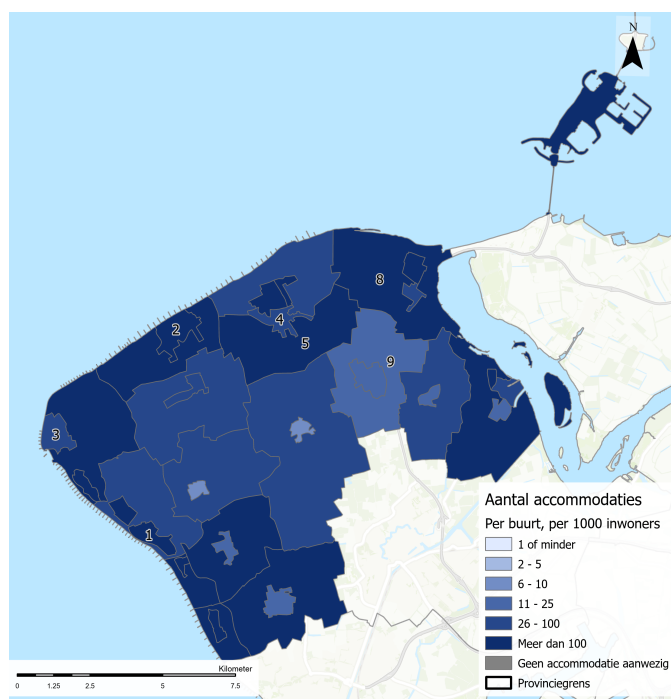 N
8
2
4
5
9
3
1
Aantal accommodaties
Per buurt, per 1000 inwoners
1 of minder
2 - 5
6 - 10
11 - 25
26 - 100
Meer dan 100
Geen accommodatie aanwezig
Provinciegrens
Kilometer
0 1.25 2.5 5 7.5